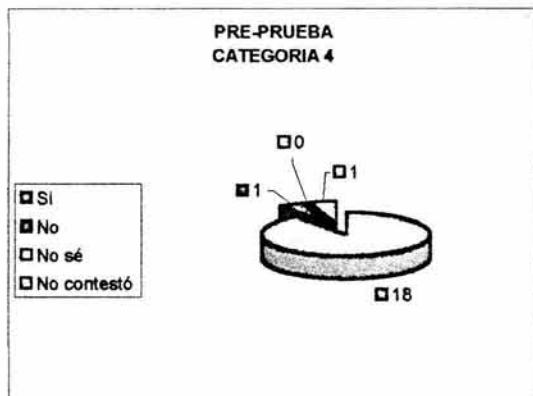 PRE-PRUEBA
CATEGORIA 4
0
1
1
Si
No
No sé
No contestó
18